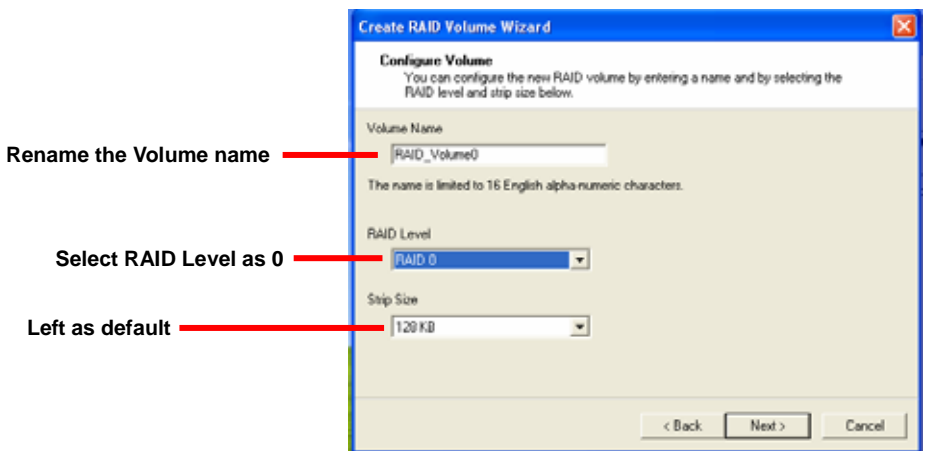 Create RAID Volume Wizard
Configure Volume
You can configure the new RAID volume by entering a name and by selecting the
RAID level and strip size below.
Volume Name
Rename the Volume name
RAID_Volume0
The name is limited to 16 English alpha-numeric characters.
RAID Level
Select RAID Level as 0
RAID 0
Strip Size
Left as default
128 KB
< Back
Next >
Cancel